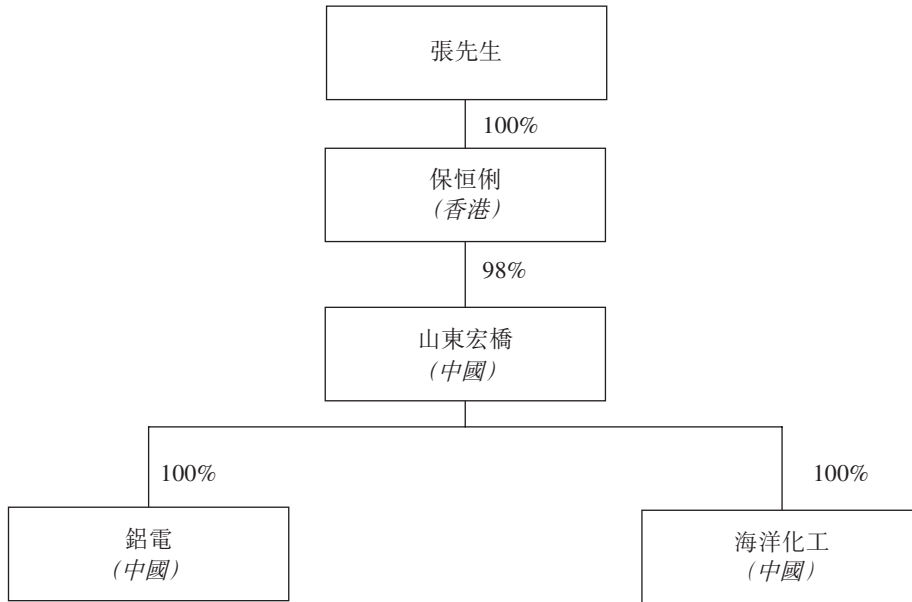 張先生
100%
保恒俐
(香港)
98%
山東宏橋
(中國)
100%
100%
鋁電
(中國)
海洋化工
(中國)